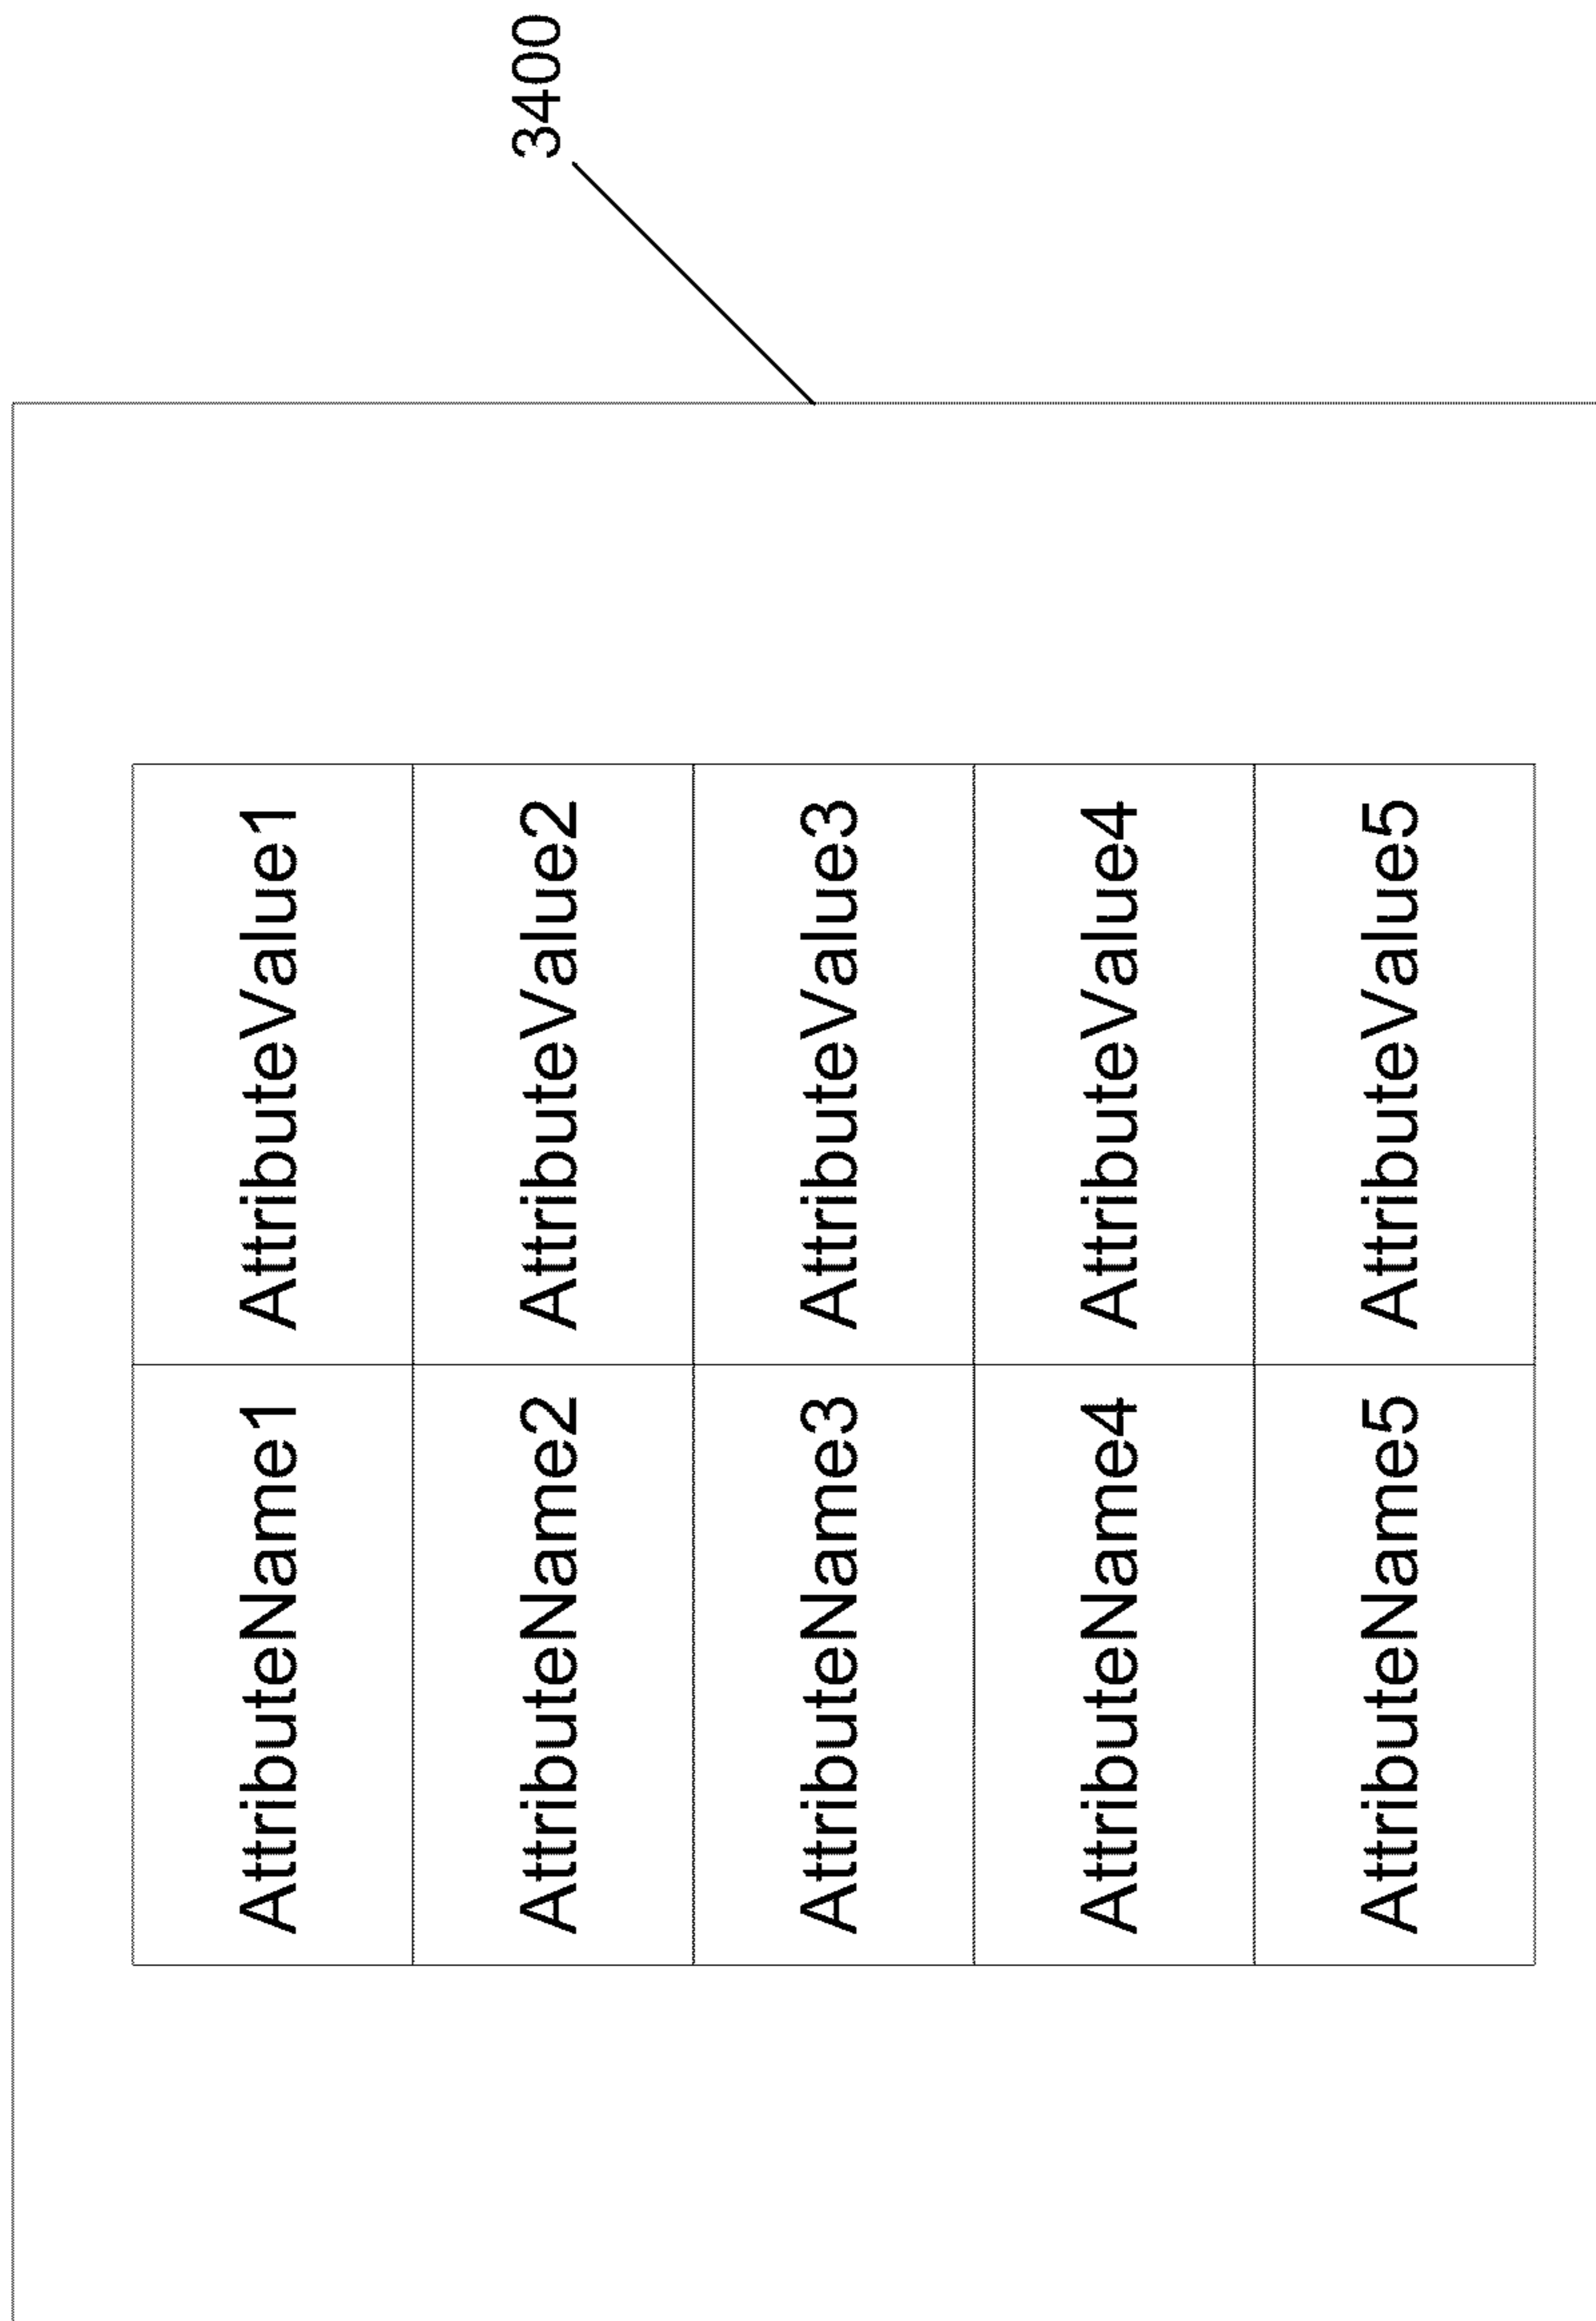 3400
AttributeName1 AttributeValue1
AttributeName2 AttributeValue2
AttributeName3 AttributeValue3
AttributeName4 AttributeValue4
AttributeName5 AttributeValue5